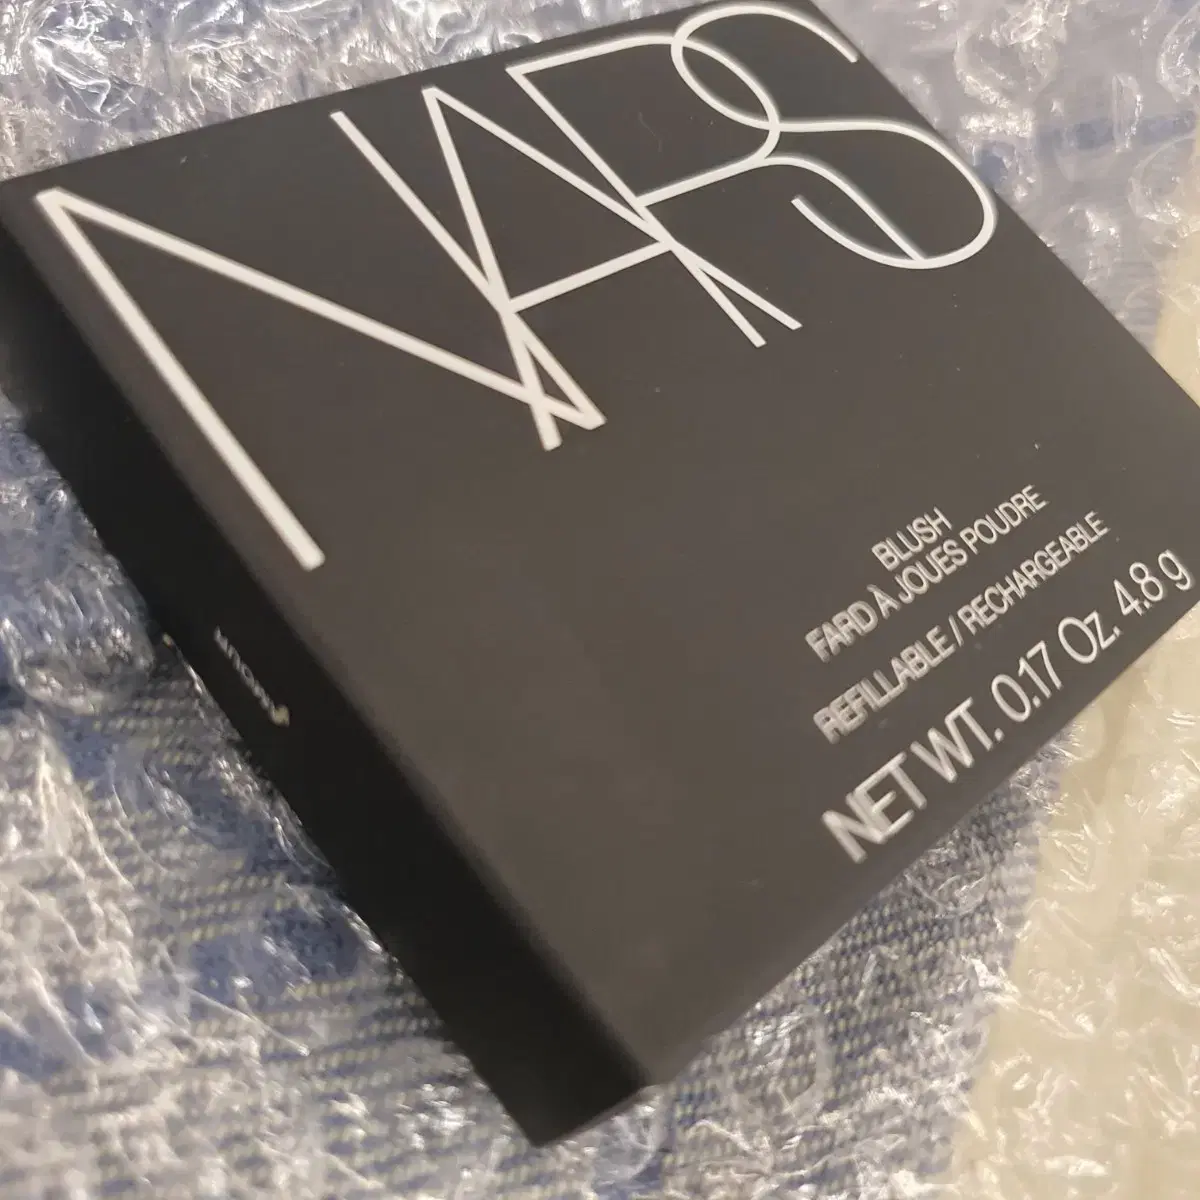 NARS
BLUSH
FARD À JOUES POUDRE
REFILLABLE / RECHARGEABLE
NET WT. 0.17 Oz. 4.8 g